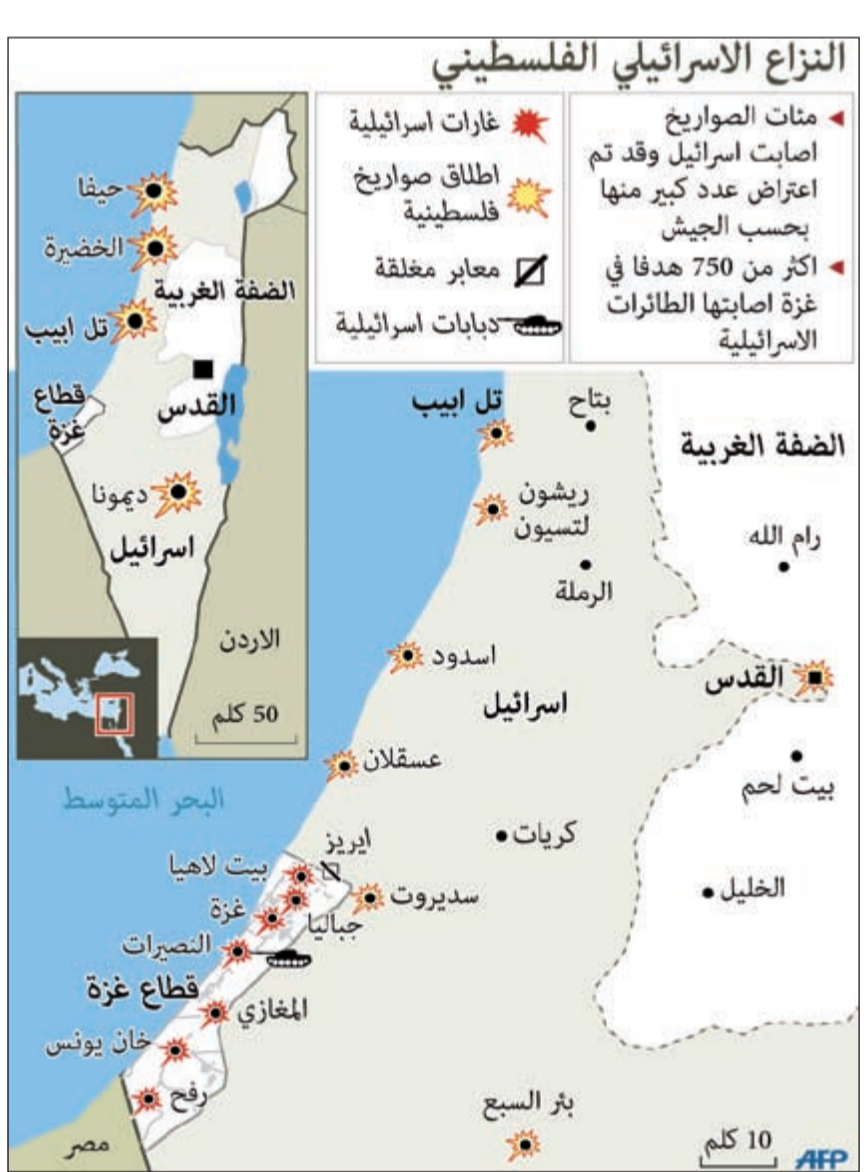 النزاع الاسرائيلي الفلسطيني
مئات الصواريخ
اصابت اسرائيل وقد تم
اعتراض عدد كبير منها
بحسب الجيش
اكثر من 750 هدفا في
غزة اصابتها الطائرات
الاسرائيلية
غارات اسرائيلية
اطلاق صواريخ
فلسطينية
معابر مغلقة
دبابات اسرائيلية
حيفا
الخضيرة
الضفة الغربية
تل ابيب
القدس
قطاع
غزة
ديمونا
اسرائيل
الاردن
50 كلم
تل ابيب
بتاح
الضفة الغربية
ريشون
لتسيون
رام الله
الرملة
اسدود
القدس
اسرائيل
عسقلان
بيت لحم
البحر المتوسط
كريات
ايريز
بيت لاهيا
الخليل
سديروت
غزة
جباليا
النصيرات
قطاع غزة
المغازي
خان يونس
رفح
بئر السبع
مصر
10 كلم
AFP